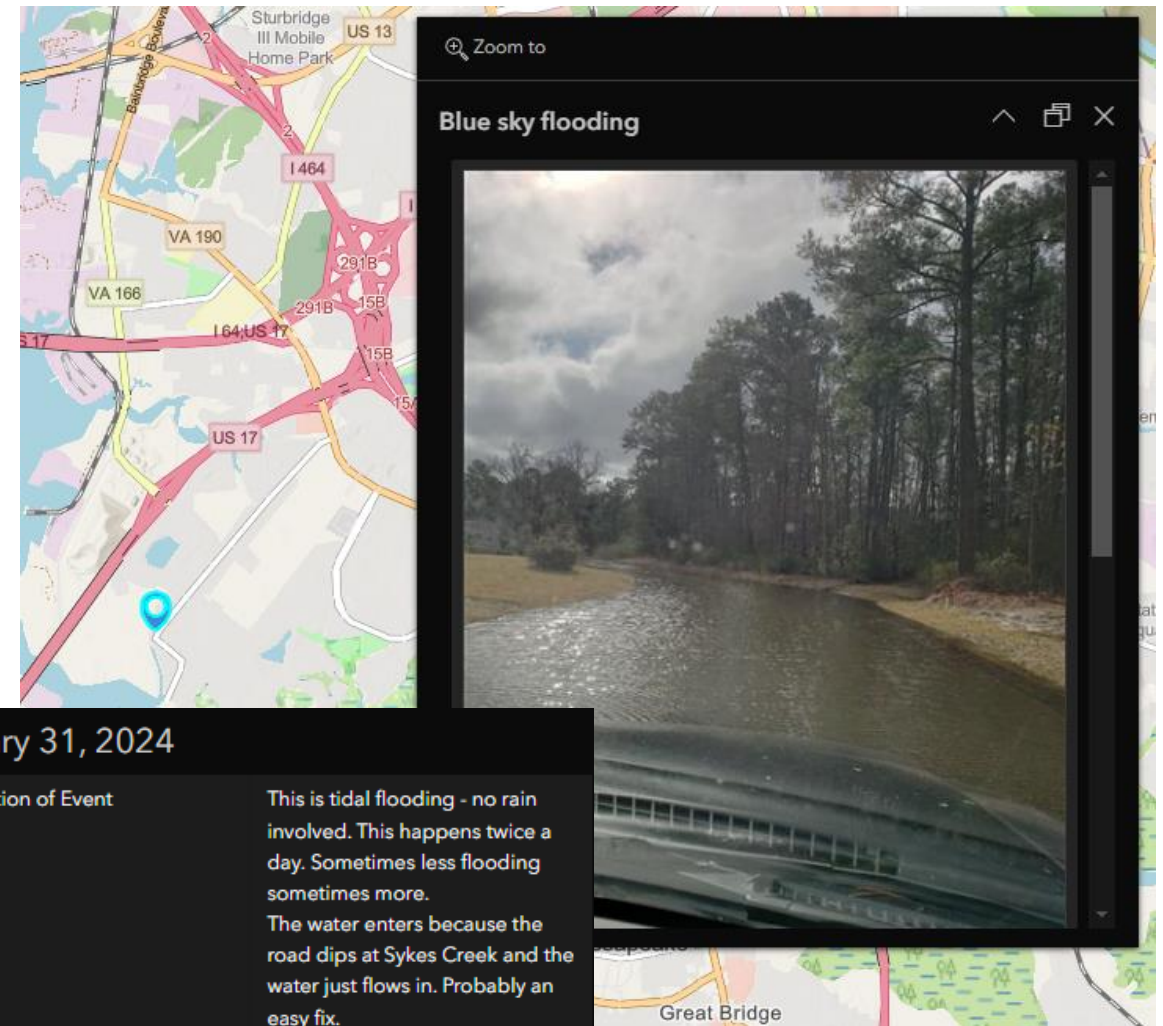 Sturbridge
III Mobile
Home Park
US 13
2
Bainbridge Bouleva
2
I 464
VA 190
291B
VA 166
291B
15B
I 64;US 17
S 17
15B
15A
US 17
Zoom to
Blue sky flooding
ry 31, 2024
tion of Event
This is tidal flooding - no rain
involved. This happens twice a
day. Sometimes less flooding
sometimes more.
The water enters because the
road dips at Sykes Creek and the
water just flows in. Probably an
easy fix.
Great Bridge